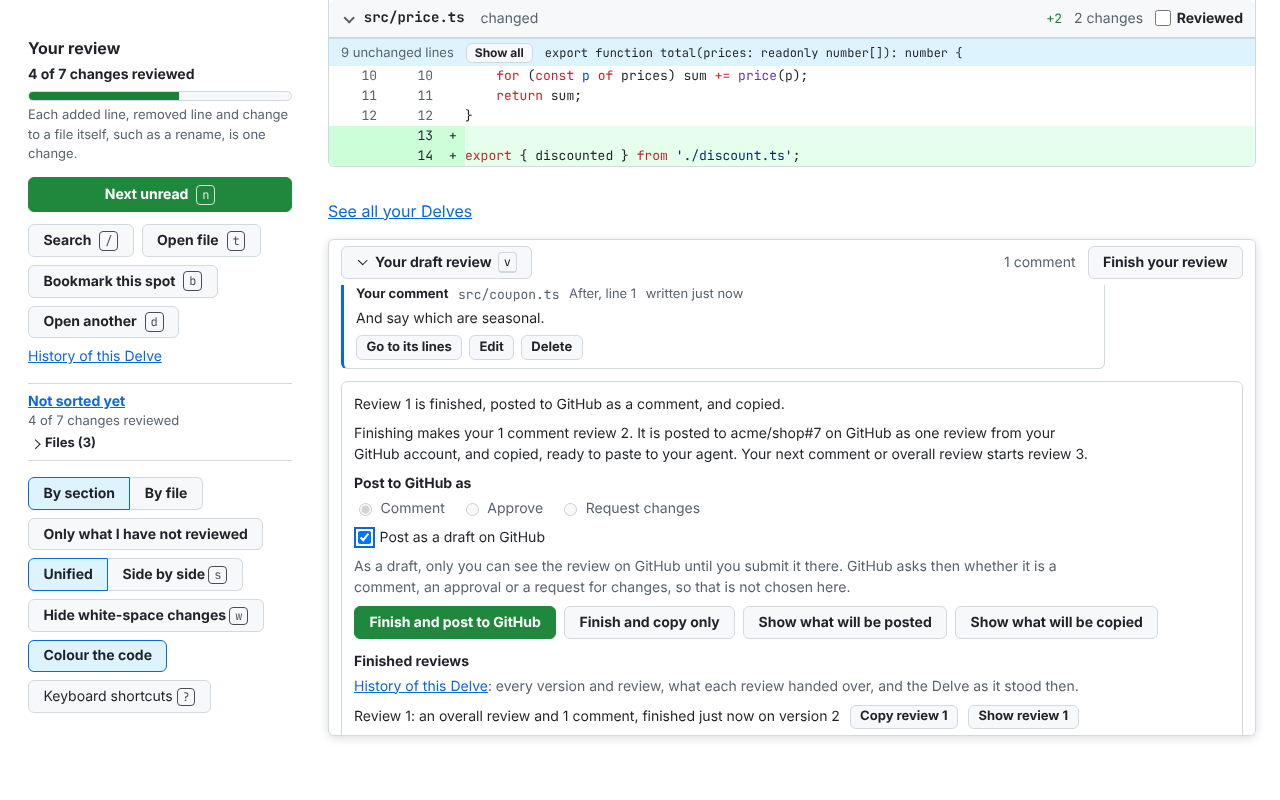 Your review
4 of 7 changes reviewed
Each added line, removed line and change
to a file itself, such as a rename, is one
change.
Next unread n
Search / Open file t
Bookmark this spot b
Open another d
History of this Delve
Not sorted yet
4 of 7 changes reviewed
Files (3)
By section By file
Only what I have not reviewed
Unified Side by side s
Hide white-space changes w
Colour the code
Keyboard shortcuts ?
src/price.ts changed +2 2 changes Reviewed
9 unchanged lines Show all export function total(prices: readonly number[]): number {
10 10 for (const p of prices) sum += price(p);
11 11 return sum;
12 12 }
13 +
14 + export { discounted } from './discount.ts';
See all your Delves
Your draft review v 1 comment Finish your review
Your comment src/coupon.ts After, line 1 written just now
And say which are seasonal.
Go to its lines Edit Delete
Review 1 is finished, posted to GitHub as a comment, and copied.
Finishing makes your 1 comment review 2. It is posted to acme/shop#7 on GitHub as one review from your
GitHub account, and copied, ready to paste to your agent. Your next comment or overall review starts review 3.
Post to GitHub as
Comment Approve Request changes
Post as a draft on GitHub
As a draft, only you can see the review on GitHub until you submit it there. GitHub asks then whether it is a
comment, an approval or a request for changes, so that is not chosen here.
Finish and post to GitHub Finish and copy only Show what will be posted Show what will be copied
Finished reviews
History of this Delve: every version and review, what each review handed over, and the Delve as it stood then.
Review 1: an overall review and 1 comment, finished just now on version 2 Copy review 1 Show review 1